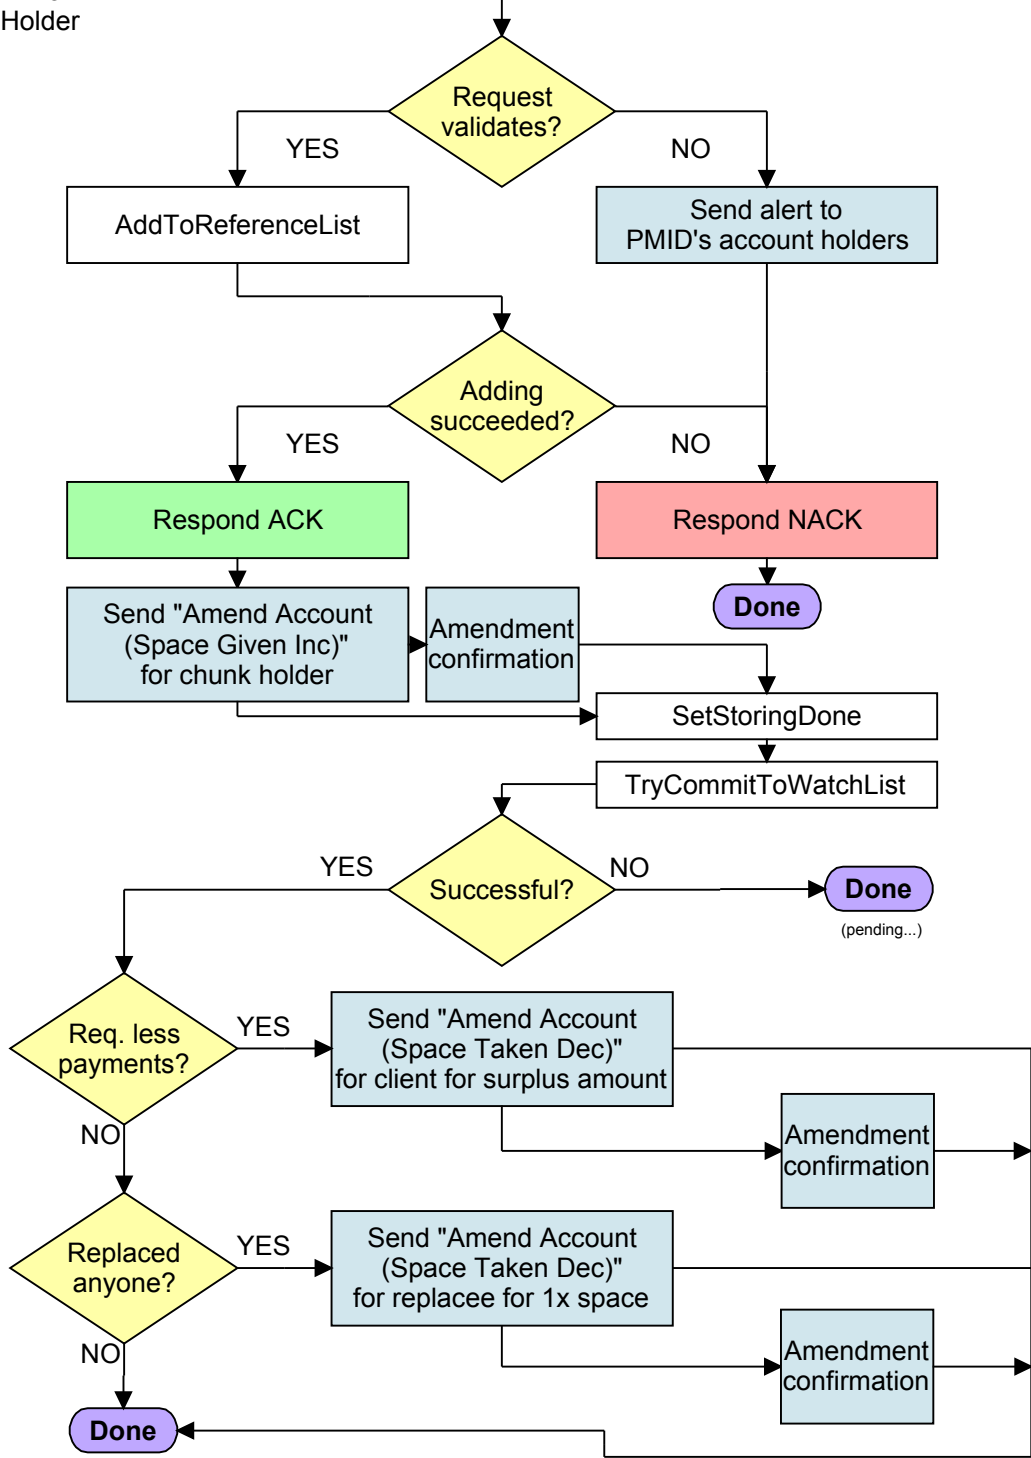 Holder
Request
validates?
YES
NO
AddToReferenceList
Send alert to
PMID's account holders
Adding
succeeded?
YES
NO
Respond ACK
Respond NACK
Send "Amend Account
(Space Given Inc)"
for chunk holder
Amendment
confirmation
Done
SetStoringDone
TryCommitToWatchList
YES
Successful?
NO
Done
(pending...)
Req. less
payments?
YES
Send "Amend Account
(Space Taken Dec)"
for client for surplus amount
NO
Amendment
confirmation
Replaced
anyone?
YES
Send "Amend Account
(Space Taken Dec)"
for replacee for 1x space
NO
Amendment
confirmation
Done